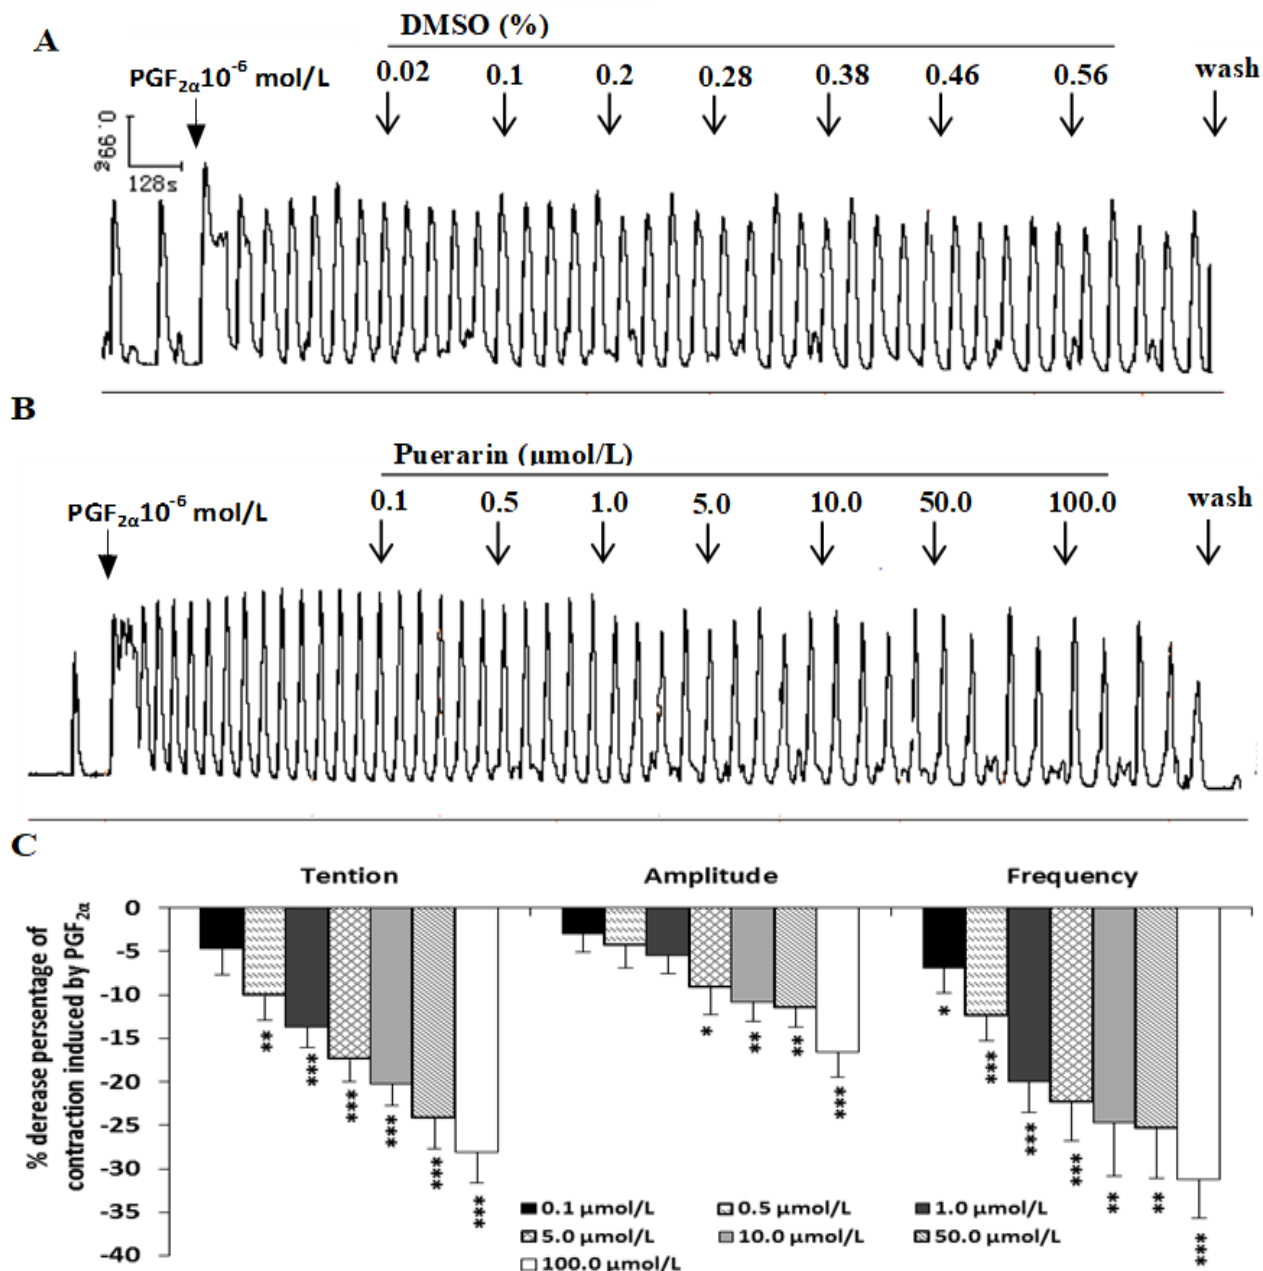 A
DMSO (%)
PGF2α10-6 mol/L
0.02 0.1 0.2 0.28 0.38 0.46 0.56 wash
0.99g
128s
B
Puerarin (µmol/L)
PGF2α10-6 mol/L
0.1 0.5 1.0 5.0 10.0 50.0 100.0 wash
C
Tention Amplitude Frequency
% derease persentage of
contraction induced by PGF2α
0
-5
-10
-15
-20
-25
-30
-35
-40
** *** *** *** *** ***
* ** ** ***
* *** *** *** ** ** ***
0.1 µmol/L 0.5 µmol/L 1.0 µmol/L
5.0 µmol/L 10.0 µmol/L 50.0 µmol/L
100.0 µmol/L